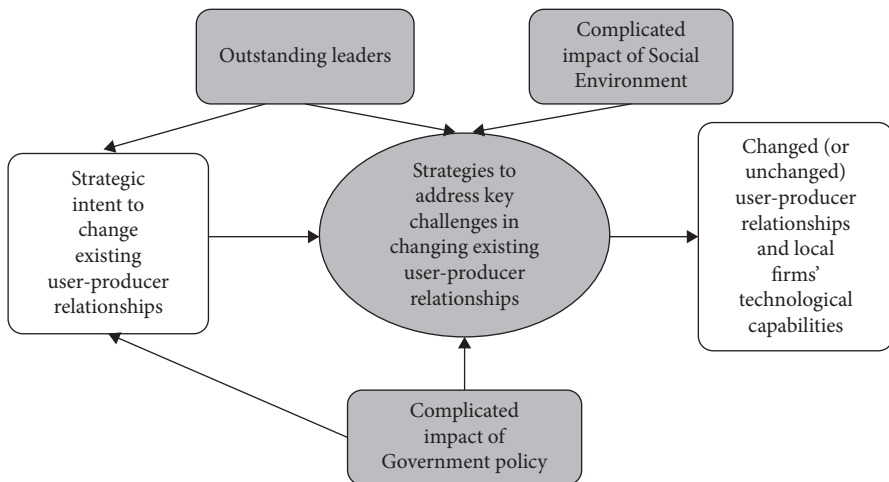 Outstanding leaders
Complicated
impact of Social
Environment
Strategic
intent to
change
existing
user-producer
relationships
Strategies to
address key
challenges in
changing existing
user-producer
relationships
Changed (or
unchanged)
user-producer
relationships
and local
firms’
technological
capabilities
Complicated
impact of
Government policy